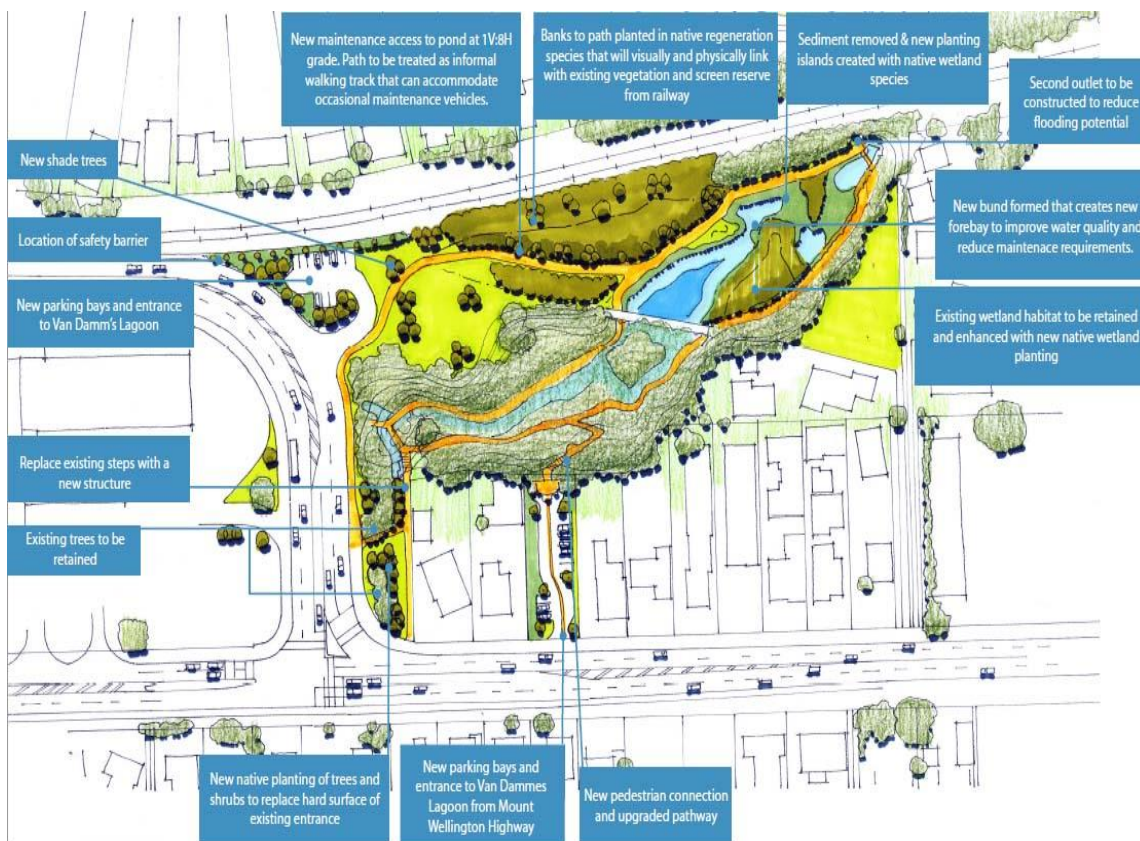 New maintenance access to pond at 1V:8H
grade. Path to be treated as informal
walking track that can accommodate
occasional maintenance vehicles.
Banks to path planted in native regeneration
species that will visually and physically link
with existing vegetation and screen reserve
from railway
Sediment removed & new planting
islands created with native wetland
species
Second outlet to be
constructed to reduce
flooding potential
New shade trees
Location of safety barrier
New parking bays and entrance
to Van Damm's Lagoon
New bund formed that creates new
forebay to improve water quality and
reduce maintenace requirements.
Existing wetland habitat to be retained
and enhanced with new native wetland
planting
Replace existing steps with a
new structure
Existing trees to be
retained
New native planting of trees and
shrubs to replace hard surface of
existing entrance
New parking bays and
entrance to Van Dammes
Lagoon from Mount
Wellington Highway
New pedestrian connection
and upgraded pathway